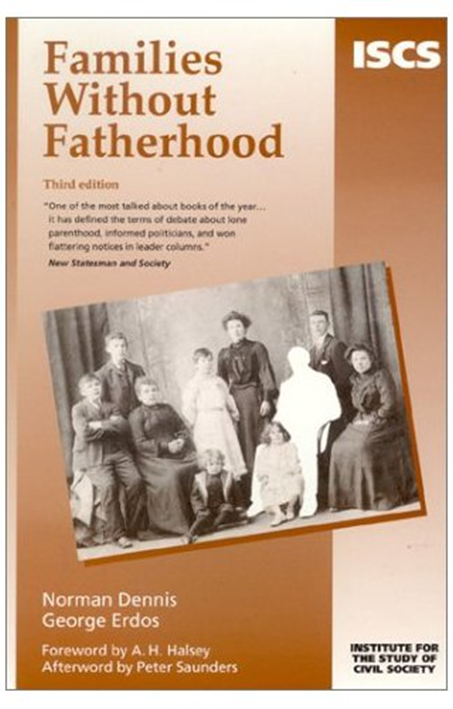 Families
Without
Fatherhood
ISCS
Third edition
"One of the most talked about books of the year...
it has defined the terms of debate about lone
parenthood, informed politicians, and won
flattering notices in leader columns."
New Statesman and Society
Norman Dennis
George Erdos
Foreword by A. H. Halsey
Afterword by Peter Saunders
INSTITUTE FOR
THE STUDY OF
CIVIL SOCIETY